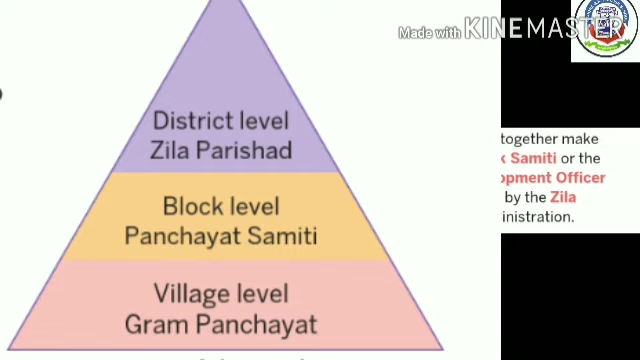 Made with KINEMASTER
District level
Zila Parishad
Block level
Panchayat Samiti
Village level
Gram Panchayat
together make
Samiti or the
opment Officer
by the Zila
inistration.